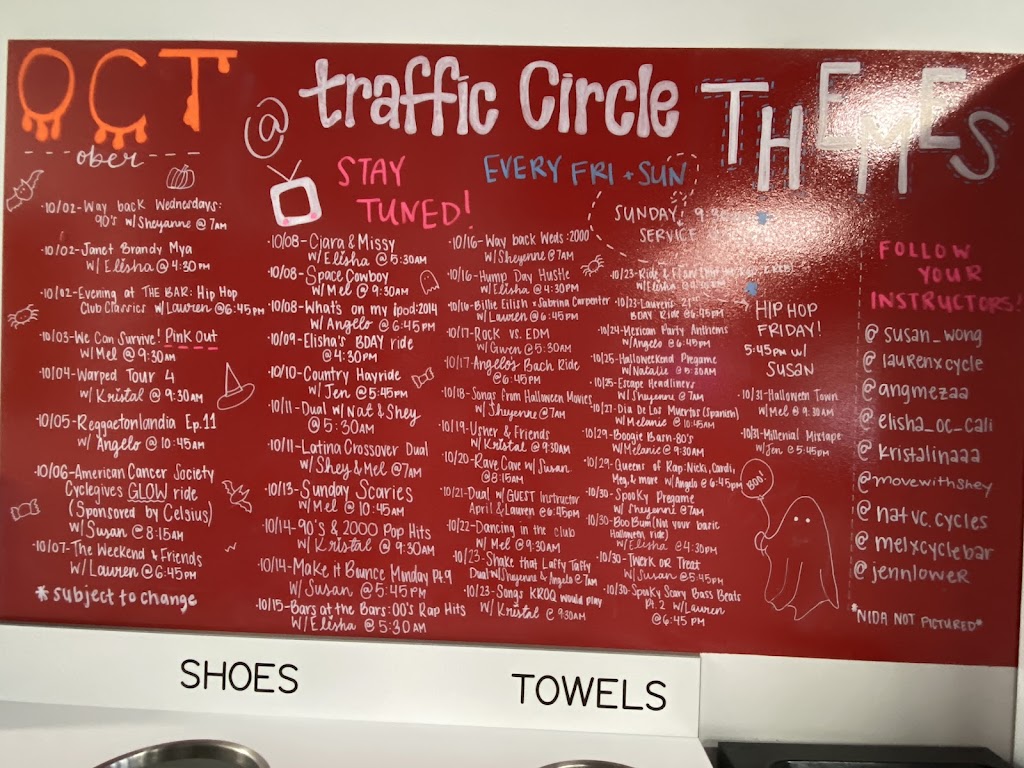 OCT
ober
@ traffic Circle THEMES
·10/02-Way back Wednesdays:
90's w/Sheyanne @ 7AM
·10/02-Janet Brandy Mya
w/ Elisha @ 4:30PM
·10/02-Evening at THE BAR: Hip Hop
Club Classics w/Lauren @6:45PM
·10/03-We Can Survive! Pink Out
w/Mel @ 9:30AM
·10/04-Warped Tour 4
w/Kristal @ 9:30AM
·10/05-Reggaetonlandia Ep.11
w/ Angelo @ 10:45AM
·10/06-American Cancer Society
Cyclegives GLOW ride
(Sponsored by Celsius)
w/Susan @ 8:15AM
·10/07-The Weekend & Friends
w/Lauren @ 6:45PM
*subject to change
STAY
TUNED!
·10/08-Ciara & Missy
w/Elisha @ 5:30AM
·10/08-Space Cowboy
w/Mel @ 9:30AM
·10/08-What's on my ipod:2014
w/ Angelo @ 6:45PM
·10/09-Elisha's BDAY ride
@4:30PM
·10/10-Country Hayride
w/ Jen @ 5:45PM
·10/11-Dual w/ Nat & Shey
@ 5:30AM
·10/11-Latina Crossover Dual
w/ Shey & Mel @7AM
·10/13-Sunday Scaries
w/ Mel @ 10:45AM
·10/14-90's & 2000 Pop Hits
w/ Kristal @ 9:30AM
·10/14-Make it Bounce Monday Pt.9
w/ Susan @ 5:45PM
·10/15-Bars at the Bars:00's Rap Hits
w/Elisha @ 5:30AM
EVERY FRI + SUN
·10/16-Way back Weds:2000
w/Sheyenne @ 7AM
·10/16-Hump Day Hustle
w/Elisha @ 4:30PM
·10/16-Billie Eilish & Sabrina Carpenter
w/Lauren @ 6:45PM
·10/17-Rock vs. EDM
w/Gwen @ 5:30AM
·10/17-Angelo's Bach Ride
@6:45PM
·10/18-Songs from Halloween Movies
w/Sheyenne @ 7AM
·10/19-Usher & Friends
w/Kristal @ 9:30AM
·10/20-Rave Cave w/ Susan
@8:15AM
·10/21-Dual w/ GUEST Instructor
April & Lauren @6:45PM
·10/22-Dancing in the club
w/ Mel @ 9:30AM
·10/23-Shake that Laffy Taffy
Dual w/Sheyenne & Angelo @ 7AM
·10/23-Songs KROQ would play
w/ Kristal @ 9:30AM
SUNDAY 9:30
SERVICE
·10/23-Ride &
·10/23-Lauren's 21
BDAY Ride @ 6:45PM
·10/24-Mexican Party Anthems
w/Angelo @ 6:45PM
·10/25-Halloweekend Pregame
w/ Natalie @ 5:30AM
·10/25-Escape Headliners
w/ Sheyenne @ 7AM
·10/27-Dia De Los Muertos (Spanish)
w/ Melanie @ 10:45AM
·10/29-Boogie Barn-80's
w/Melanie @ 9:30AM
·10/29-Queens of Rap: Nicki, Cardi,
Meg, & more w/ Angelo @ 6:45PM
·10/30-Spooky Pregame
w/ Sheyenne @ 7AM
·10/30-Boo Bum (Not your basic
Halloween ride)
w/ Elisha @ 4:30PM
·10/30-Twerk or Treat
w/ Susan @ 5:45PM
·10/30-Spooky Scary Bass Beats
Pt.2 w/Lauren
@ 6:45 PM
HIP HOP
FRIDAY!
5:45PM w/
SUSAN
·10/31-Halloween Town
w/Mel @ 9:30AM
·10/31-Millenial Mixtape
w/Jen @ 5:45PM
BOO!
FOLLOW
YOUR
INSTRUCTORS!
@susan_wong
@laurenxcycle
@angmezaa
@elisha_oc_cali
@kristalinaaa
@movewithshey
@natvc.cycles
@melxcyclebar
@jennlower
*NIDA NOT PICTURED*
SHOES
TOWELS